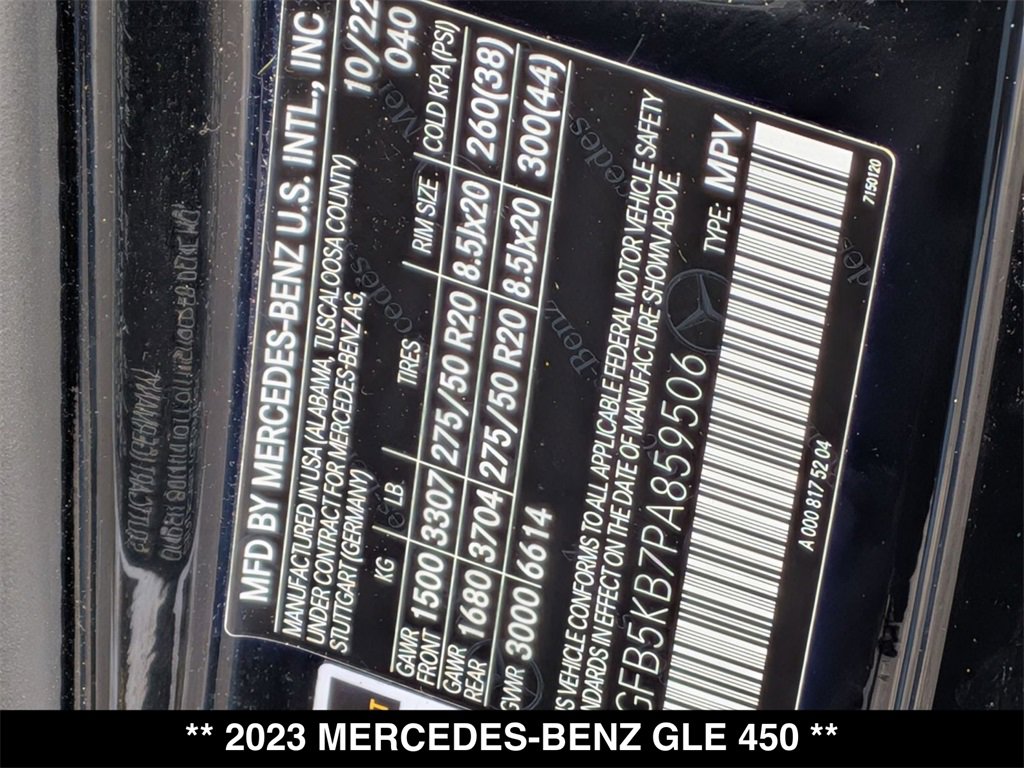 MFD BY MERCEDES-BENZ U.S. INTL., INC
MANUFACTURED IN USA (ALABAMA, TUSCALOOSA COUNTY)
UNDER CONTRACT FOR MERCEDES-BENZ AG,
STUTTGART (GERMANY)
10/22
040
KG LB TIRES RIM SIZE COLD KPA(PSI)
GAWR FRONT 1500 3307 275/50 R20 8.5Jx20 260(38)
GAWR REAR 1680 3704 275/50 R20 8.5Jx20 300(44)
GVWR 3000 6614
IS VEHICLE CONFORMS TO ALL APPLICABLE FEDERAL MOTOR VEHICLE SAFETY
ANDARDS IN EFFECT ON THE DATE OF MANUFACTURE SHOWN ABOVE.
GFB5KB7PA859506 TYPE: MPV
A 000 817 52 04
7150120
** 2023 MERCEDES-BENZ GLE 450 **